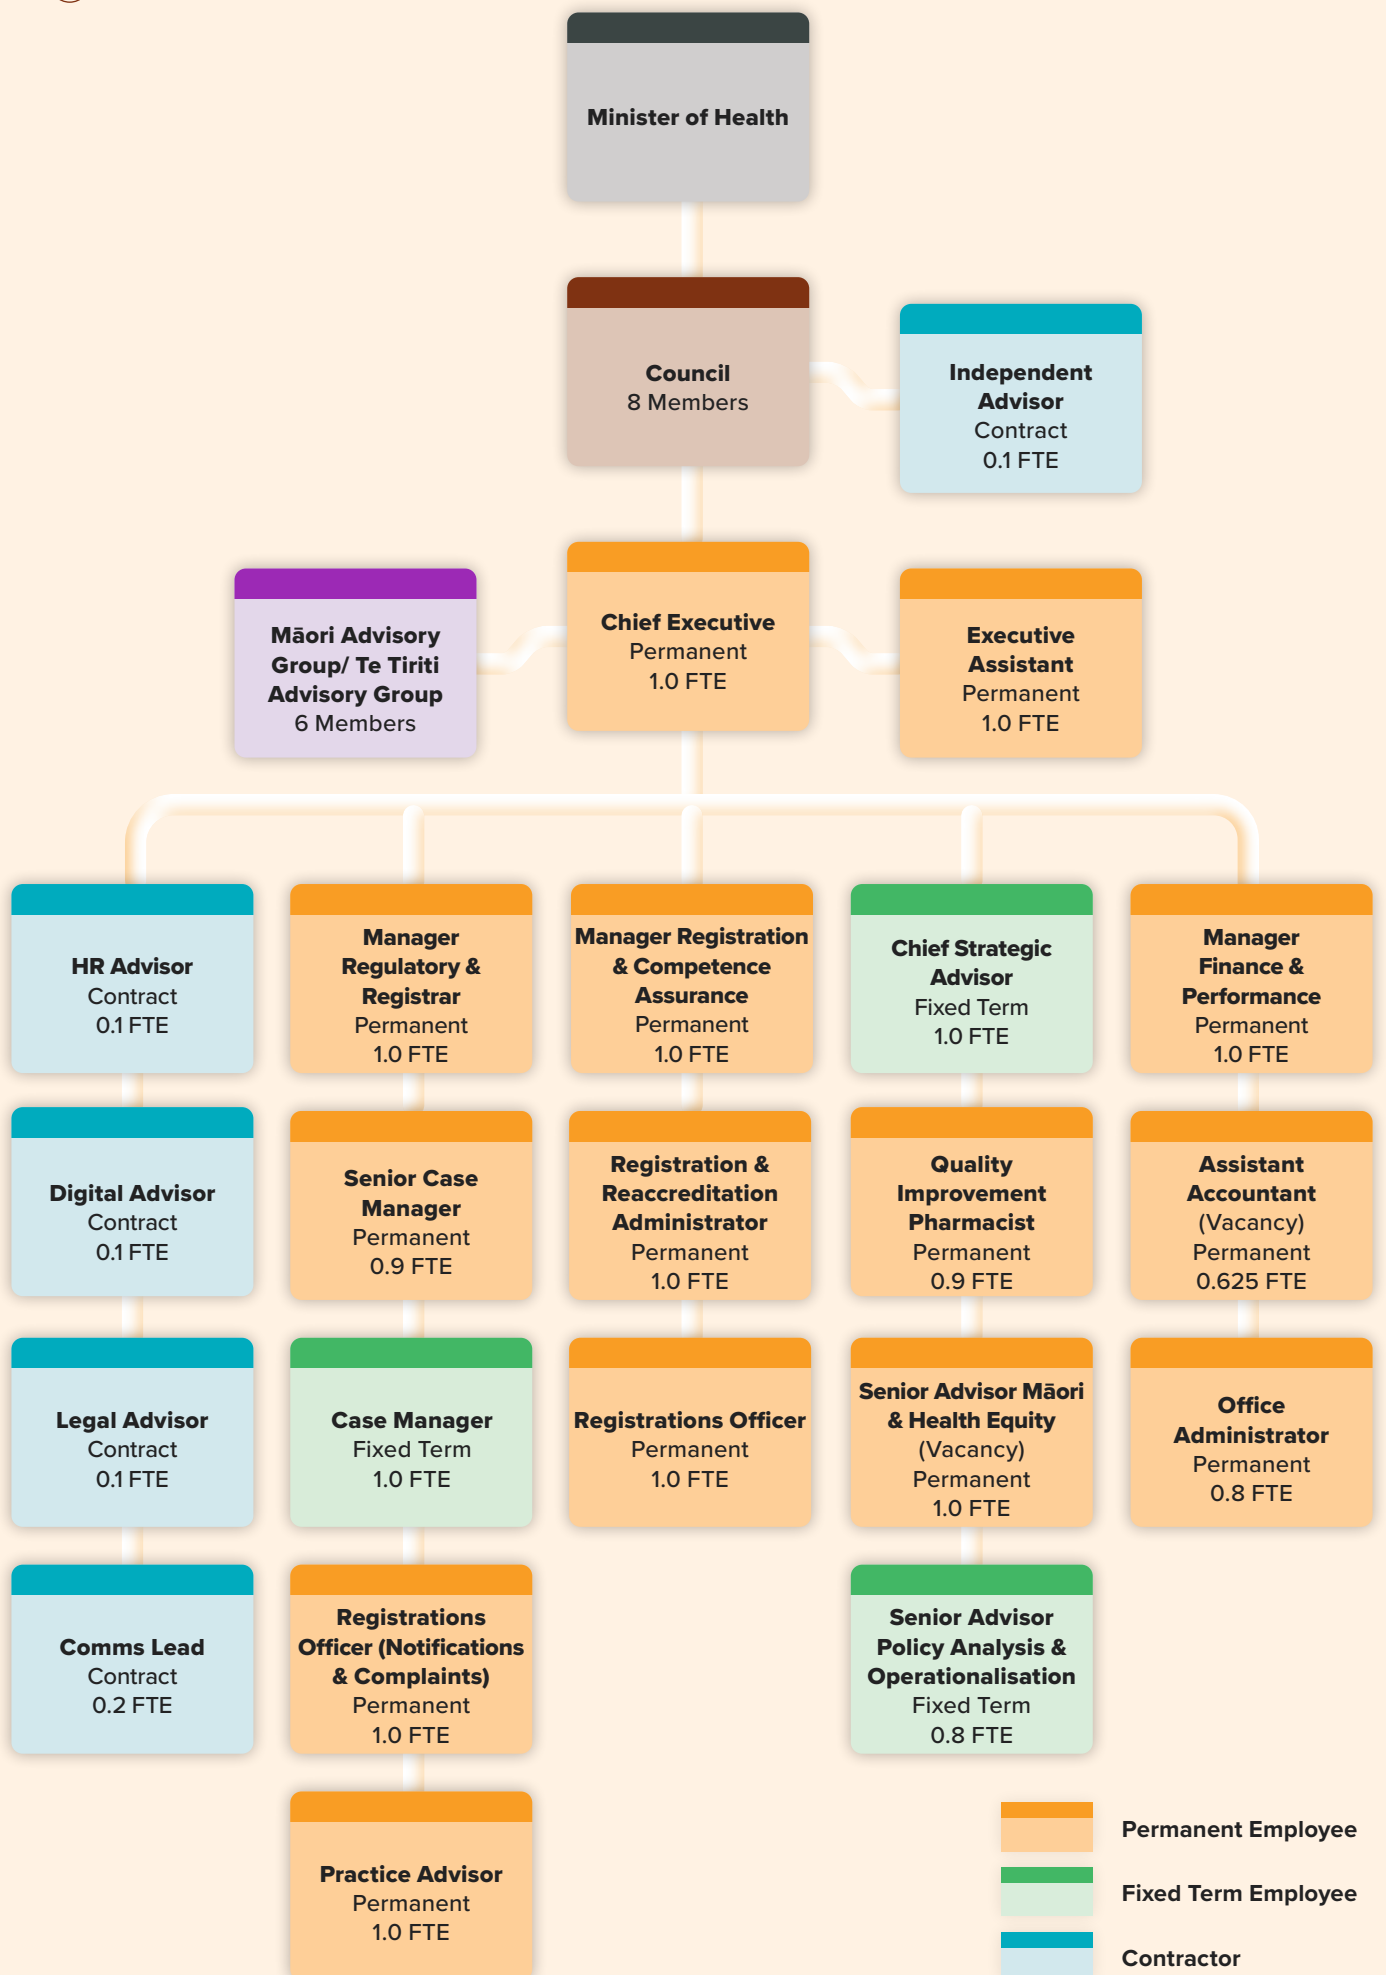 Minister of Health
Council
8 Members
Independent
Advisor
Contract
0.1 FTE
Māori Advisory
Group/ Te Tiriti
Advisory Group
6 Members
Chief Executive
Permanent
1.0 FTE
Executive
Assistant
Permanent
1.0 FTE
HR Advisor
Contract
0.1 FTE
Manager
Regulatory &
Registrar
Permanent
1.0 FTE
Manager Registration
& Competence
Assurance
Permanent
1.0 FTE
Chief Strategic
Advisor
Fixed Term
1.0 FTE
Manager
Finance &
Performance
Permanent
1.0 FTE
Digital Advisor
Contract
0.1 FTE
Senior Case
Manager
Permanent
0.9 FTE
Registration &
Reaccreditation
Administrator
Permanent
1.0 FTE
Quality
Improvement
Pharmacist
Permanent
0.9 FTE
Assistant
Accountant
(Vacancy)
Permanent
0.625 FTE
Legal Advisor
Contract
0.1 FTE
Case Manager
Fixed Term
1.0 FTE
Registrations Officer
Permanent
1.0 FTE
Senior Advisor Māori
& Health Equity
(Vacancy)
Permanent
1.0 FTE
Office
Administrator
Permanent
0.8 FTE
Comms Lead
Contract
0.2 FTE
Registrations
Officer (Notifications
& Complaints)
Permanent
1.0 FTE
Senior Advisor
Policy Analysis &
Operationalisation
Fixed Term
0.8 FTE
Practice Advisor
Permanent
1.0 FTE
Permanent Employee
Fixed Term Employee
Contractor